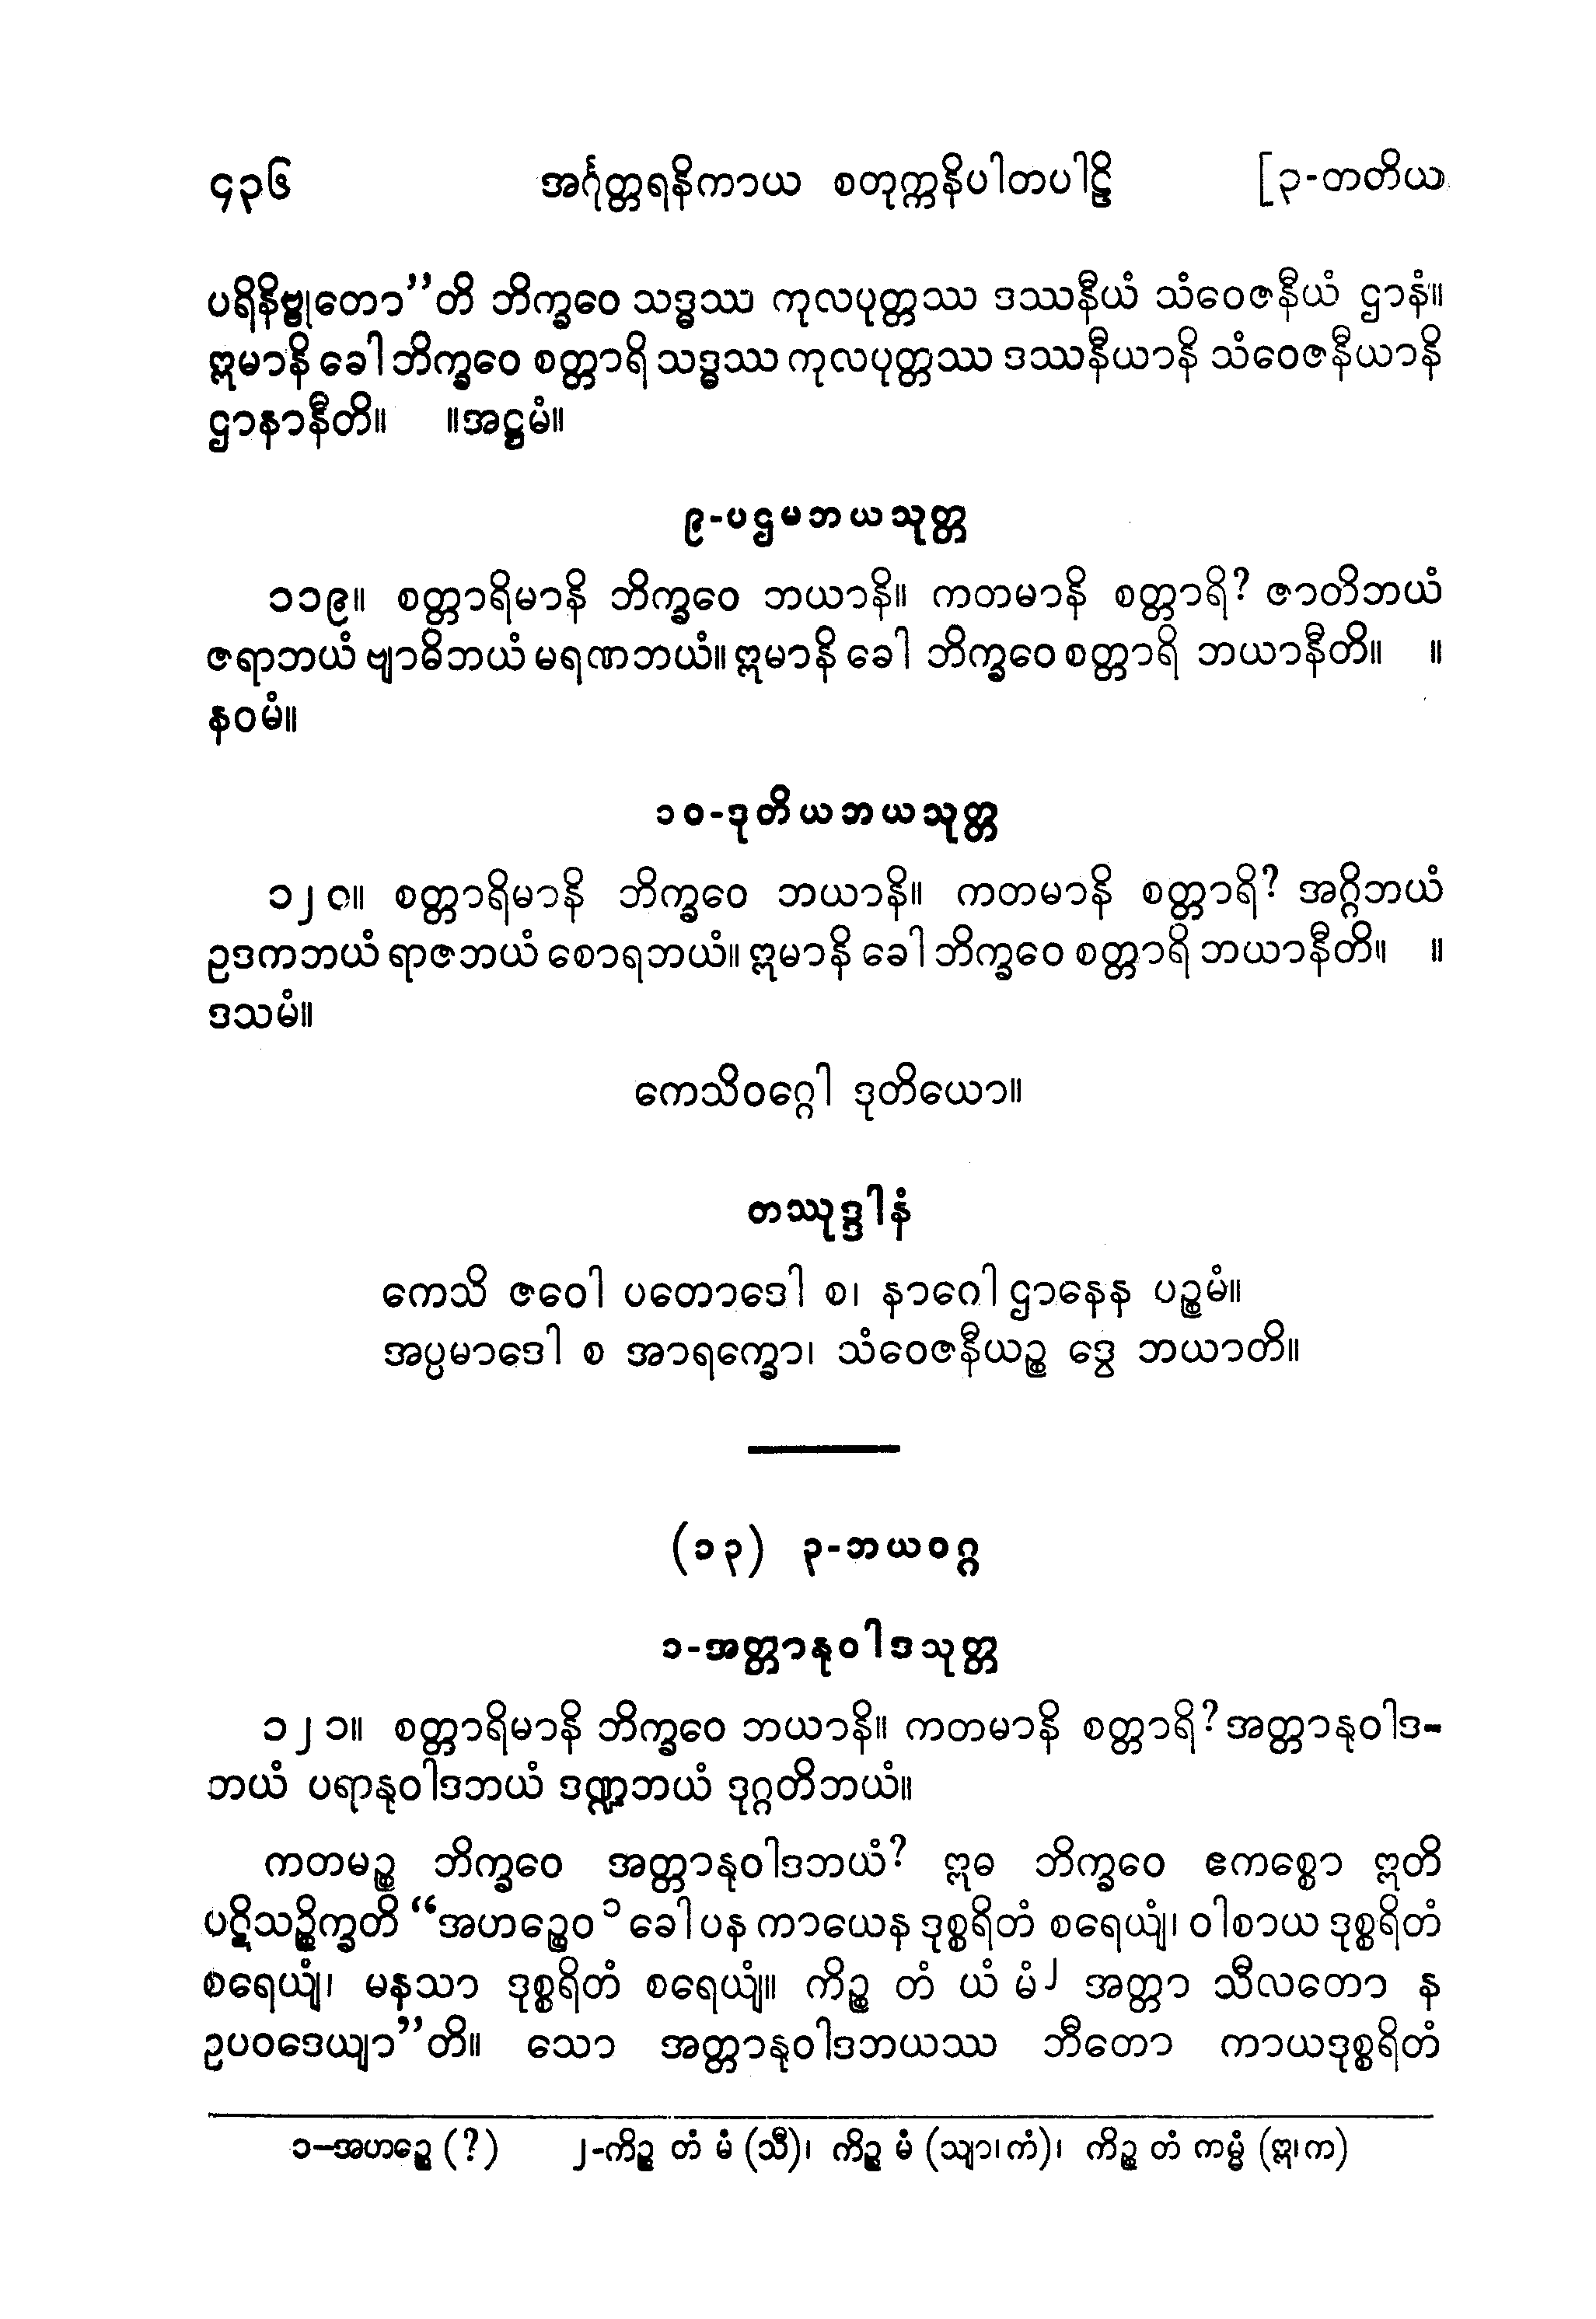 ၄၃၆ အင်္ဂုတ္တရနိကာယ စတုက္ကနိပါတပါဠိ [၃-တတိယ
ပရိနိဗ္ဗုတော”တိ ဘိက္ခဝေ သဒ္ဓဿ ကုလပုတ္တဿ ဒဿနီယံ သံဝေဇနီယံ ဌာနံ။
ဣမာနိ ခေါ ဘိက္ခဝေ စတ္တာရိ သဒ္ဓဿ ကုလပုတ္တဿ ဒဿနီယာနိ သံဝေဇနီယာနိ
ဌာနာနီတိ။ ။အဋ္ဌမံ။
၉-ပဌမဘယသုတ္တ
၁၁၉။ စတ္တာရိမာနိ ဘိက္ခဝေ ဘယာနိ။ ကတမာနိ စတ္တာရိ? ဇာတိဘယံ
ဇရာဘယံ ဗျာဓိဘယံ မရဏဘယံ။ ဣမာနိ ခေါ ဘိက္ခဝေ စတ္တာရိ ဘယာနီတိ။ ။
နဝမံ။
၁၀-ဒုတိယဘယသုတ္တ
၁၂၀။ စတ္တာရိမာနိ ဘိက္ခဝေ ဘယာနိ။ ကတမာနိ စတ္တာရိ? အဂ္ဂိဘယံ
ဥဒကဘယံ ရာဇဘယံ စောရဘယံ။ ဣမာနိ ခေါ ဘိက္ခဝေ စတ္တာရိ ဘယာနီတိ။ ။
ဒသမံ။
ကေသိဝဂ္ဂေါ ဒုတိယော။
တဿုဒ္ဒါနံ
ကေသိ ဇဝေါ ပတောဒေါ စ၊ နာဂေါ ဌာနေန ပဉ္စမံ။
အပ္ပမာဒေါ စ အာရက္ခော၊ သံဝေဇနီယဉ္စ ဒွေ ဘယာတိ။
(၁၃) ၃-ဘယဝဂ္ဂ
၁-အတ္တာနုဝါဒသုတ္တ
၁၂၁။ စတ္တာရိမာနိ ဘိက္ခဝေ ဘယာနိ။ ကတမာနိ စတ္တာရိ? အတ္တာနုဝါဒ-
ဘယံ ပရာနုဝါဒဘယံ ဒဏ္ဍဘယံ ဒုဂ္ဂတိဘယံ။
ကတမဉ္စ ဘိက္ခဝေ အတ္တာနုဝါဒဘယံ? ဣဓ ဘိက္ခဝေ ဧကစ္စော ဣတိ
ပဋိသဉ္စိက္ခတိ “အဟဉ္စေဝ ၁ ခေါ ပန ကာယေန ဒုစ္စရိတံ စရေယျံ၊ ဝါစာယ ဒုစ္စရိတံ
စရေယျံ၊ မနသာ ဒုစ္စရိတံ စရေယျံ။ ကိဉ္စ တံ ယံ မံ ၂ အတ္တာ သီလတော န
ဥပဝဒေယျာ”တိ။ သော အတ္တာနုဝါဒဘယဿ ဘီတော ကာယဒုစ္စရိတံ
၁-အဟဉ္စေ (?) ၂-ကိဉ္စ တံ မံ (သီ)၊ ကိဉ္စ မံ (သျာ၊ကံ)၊ ကိဉ္စ တံ ကမ္မံ (ဣ၊က)